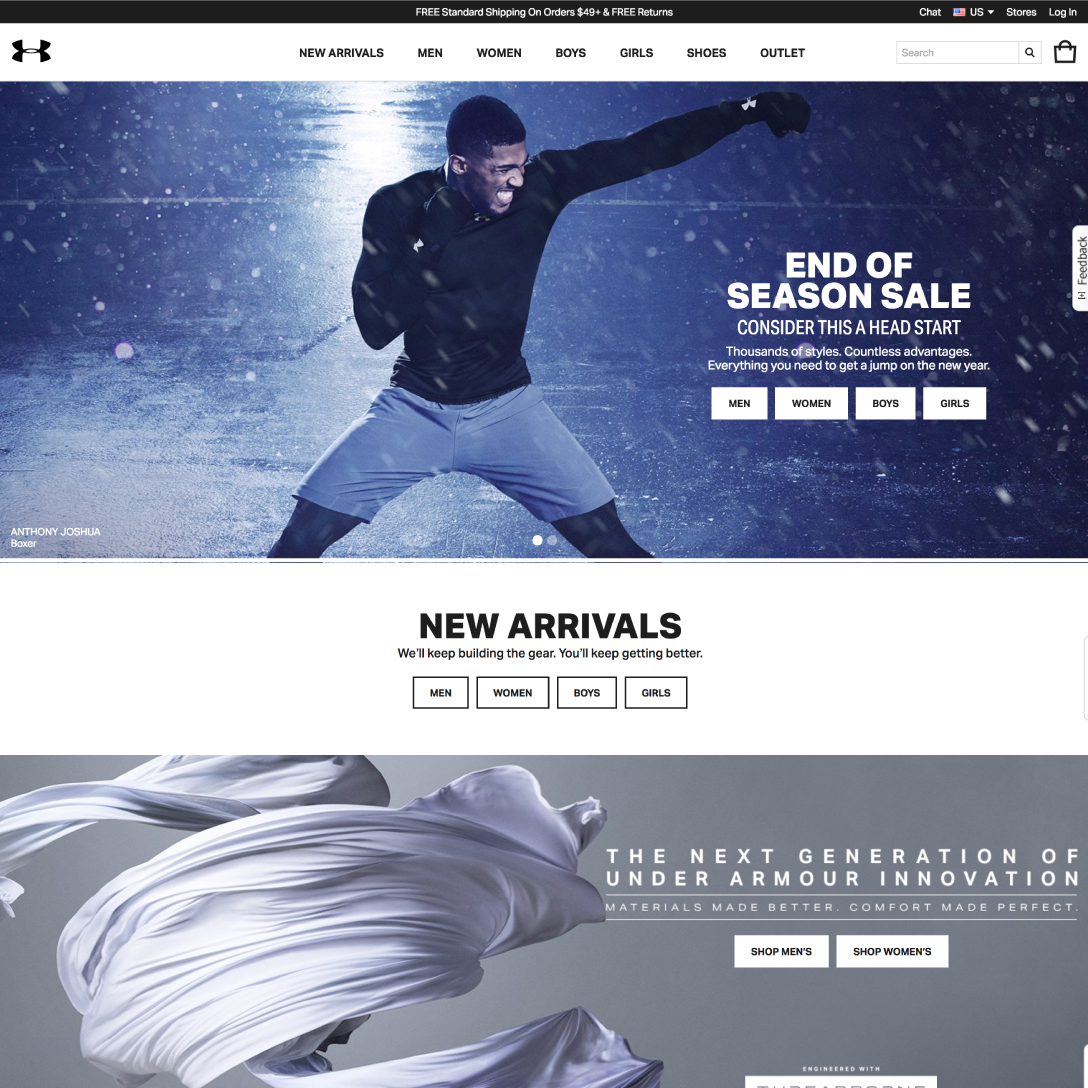 FREE Standard Shipping On Orders $49+ & FREE Returns
Chat US Stores Log In
NEW ARRIVALS MEN WOMEN BOYS GIRLS SHOES OUTLET
Search
Feedback
END OF
SEASON SALE
CONSIDER THIS A HEAD START
Thousands of styles. Countless advantages.
Everything you need to get a jump on the new year.
MEN WOMEN BOYS GIRLS
ANTHONY JOSHUA
Boxer
NEW ARRIVALS
We'll keep building the gear. You'll keep getting better.
MEN WOMEN BOYS GIRLS
THE NEXT GENERATION OF
UNDER ARMOUR INNOVATION
MATERIALS MADE BETTER. COMFORT MADE PERFECT.
SHOP MEN'S SHOP WOMEN'S
ENGINEERED WITH